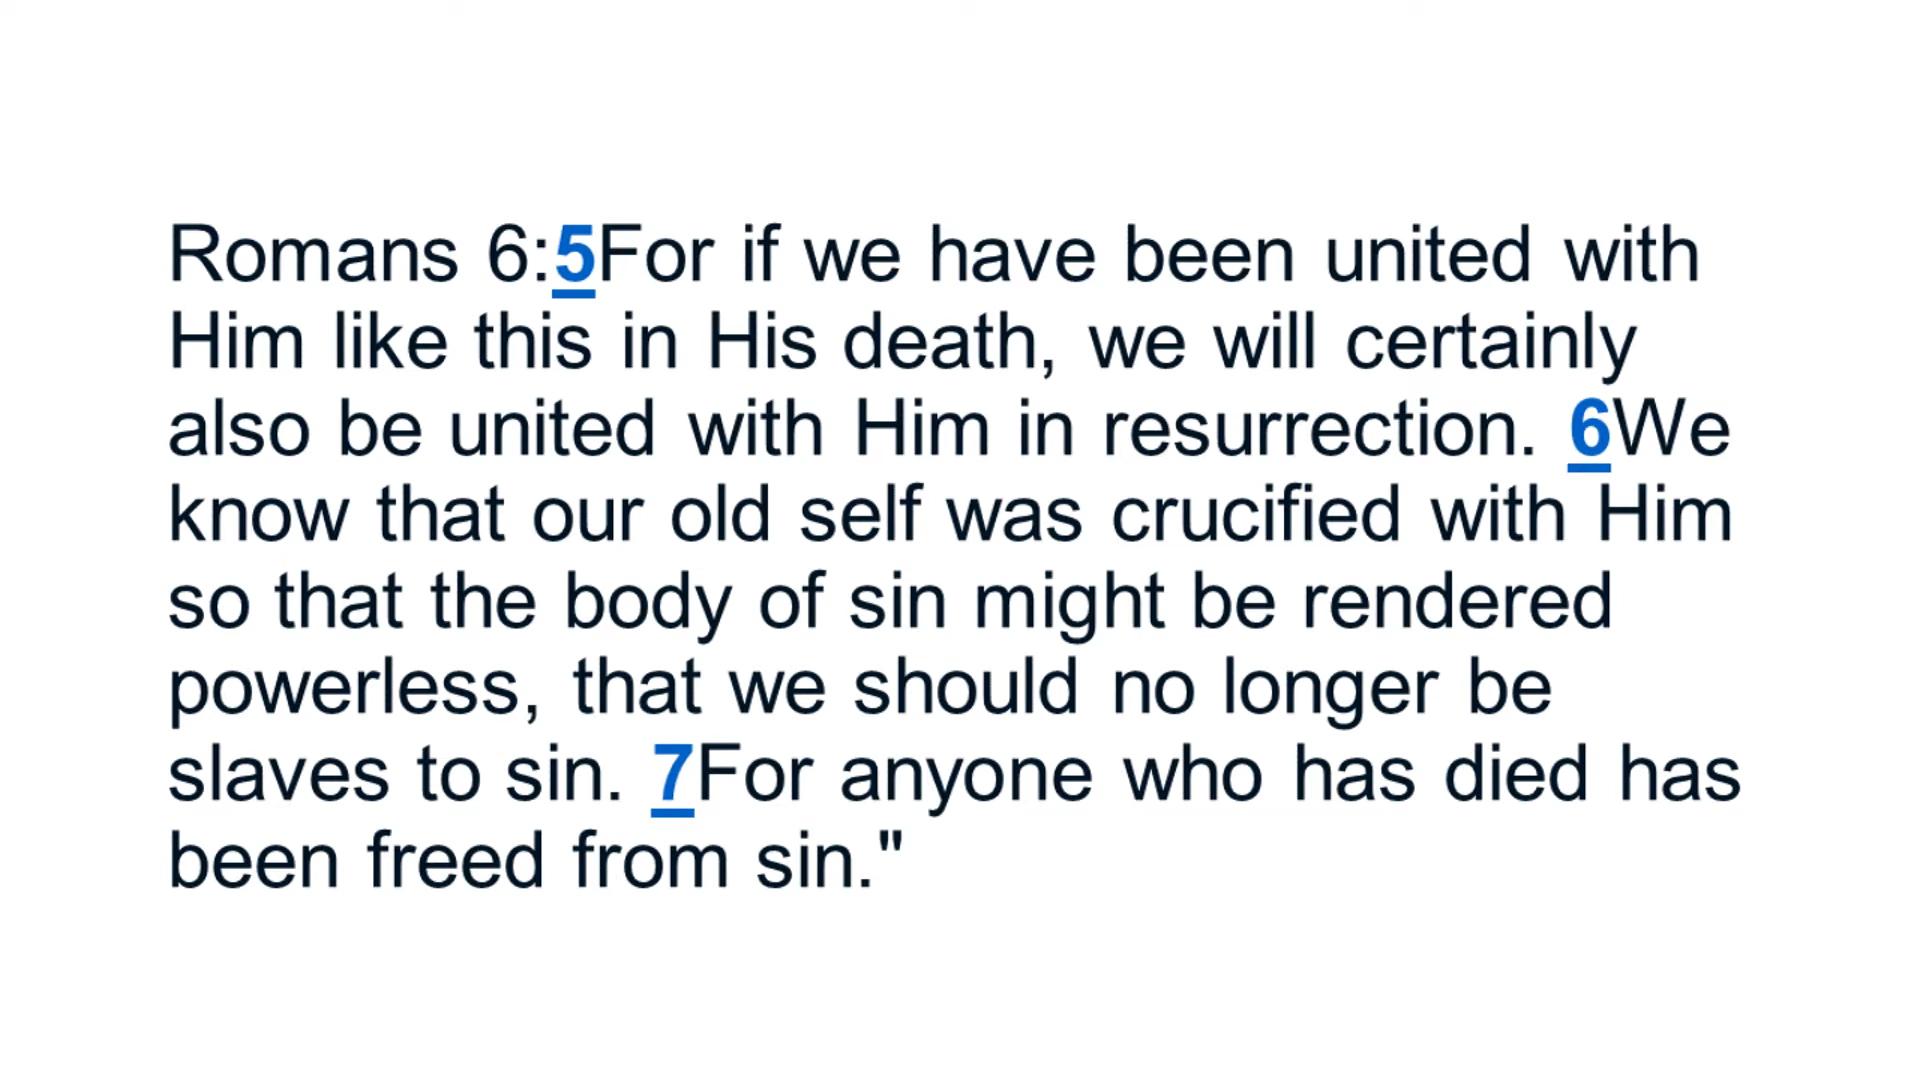 Romans 6:5For if we have been united with
Him like this in His death, we will certainly
also be united with Him in resurrection. 6We
know that our old self was crucified with Him
so that the body of sin might be rendered
powerless, that we should no longer be
slaves to sin. 7For anyone who has died has
been freed from sin."